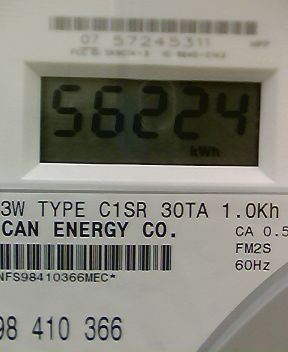 07 57245311
56224
kWh
3W TYPE C1SR 30TA 1.0Kh
CAN ENERGY CO.
CA 0.5
FM2S
60Hz
NFS98410366MEC*
98 410 366